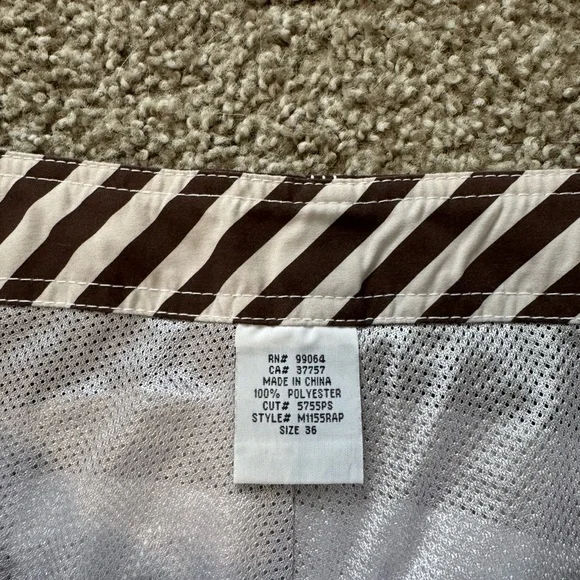 RN# 99064
CA# 37757
MADE IN CHINA
100% POLYESTER
CUT# 5755PS
STYLE# M1155RAP
SIZE 36